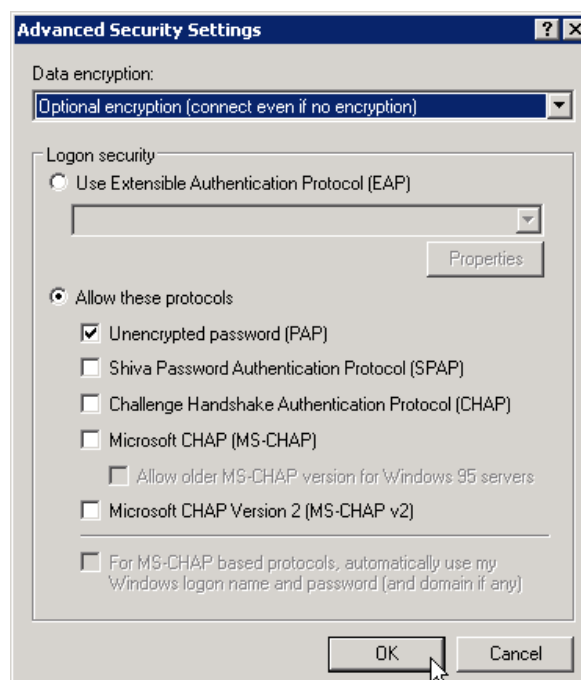 Advanced Security Settings
Data encryption:
Optional encryption (connect even if no encryption)
Logon security
Use Extensible Authentication Protocol (EAP)
Properties
Allow these protocols
Unencrypted password (PAP)
Shiva Password Authentication Protocol (SPAP)
Challenge Handshake Authentication Protocol (CHAP)
Microsoft CHAP (MS-CHAP)
Allow older MS-CHAP version for Windows 95 servers
Microsoft CHAP Version 2 (MS-CHAP v2)
For MS-CHAP based protocols, automatically use my
Windows logon name and password (and domain if any)
OK Cancel